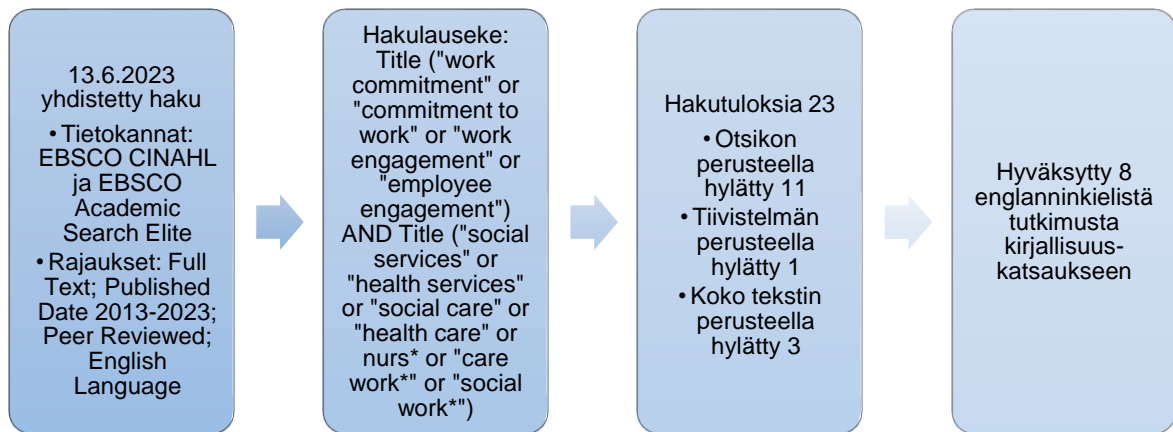 13.6.2023
yhdistetty haku
• Tietokannat:
EBSCO CINAHL
ja EBSCO
Academic
Search Elite
• Rajaukset: Full
Text; Published
Date 2013-2023;
Peer Reviewed;
English
Language
Hakulauseke:
Title ("work
commitment" or
"commitment to
work" or "work
engagement" or
"employee
engagement")
AND Title ("social
services" or
"health services"
or "social care" or
"health care" or
nurs* or "care
work*" or "social
work*")
Hakutuloksia 23
• Otsikon
perusteella
hylätty 11
• Tiivistelmän
perusteella
hylätty 1
• Koko tekstin
perusteella
hylätty 3
Hyväksytty 8
englanninkielistä
tutkimusta
kirjallisuus-
katsaukseen